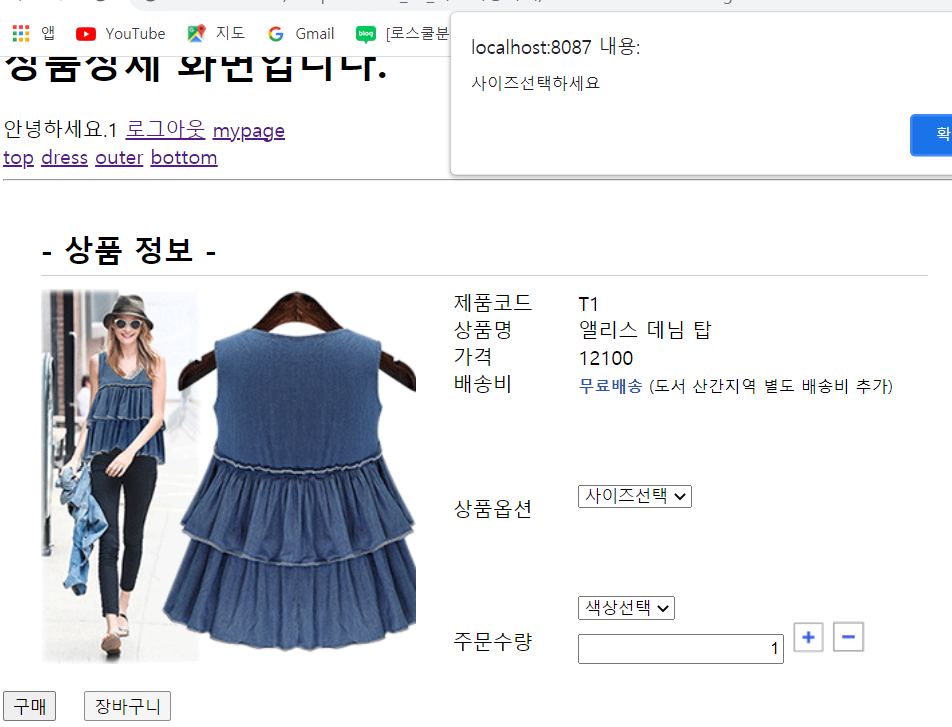 앱 YouTube 지도 Gmail [로스쿨분
localhost:8087 내용:
사이즈선택하세요
확
상품상세 화면입니다.
안녕하세요.1 로그아웃 mypage
top dress outer bottom
- 상품 정보 -
제품코드 T1
상품명 앨리스 데님 탑
가격 12100
배송비 무료배송 (도서 산간지역 별도 배송비 추가)
상품옵션 사이즈선택
색상선택
주문수량 1 + -
구매 장바구니